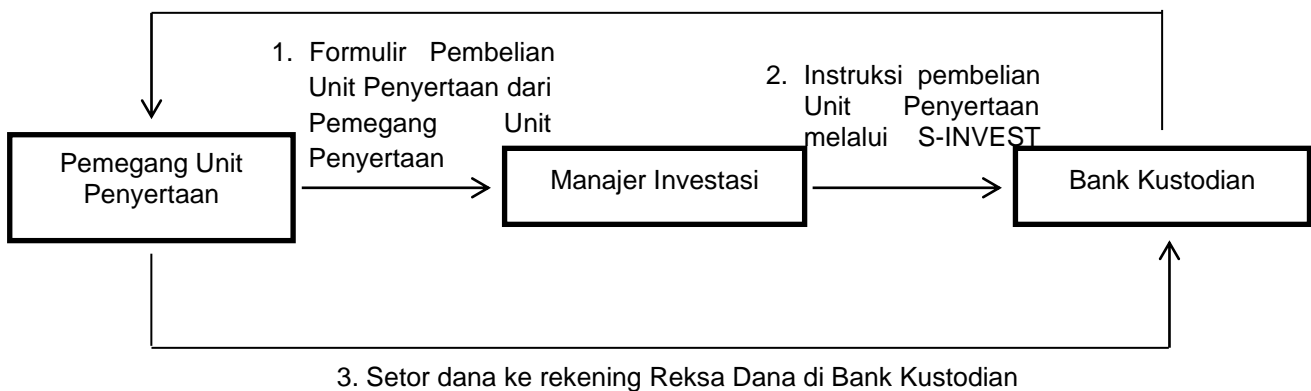 1. Formulir Pembelian
Unit Penyertaan dari
Pemegang Unit
Penyertaan
2. Instruksi pembelian
Unit Penyertaan
melalui S-INVEST
Pemegang Unit
Penyertaan
Manajer Investasi
Bank Kustodian
3. Setor dana ke rekening Reksa Dana di Bank Kustodian